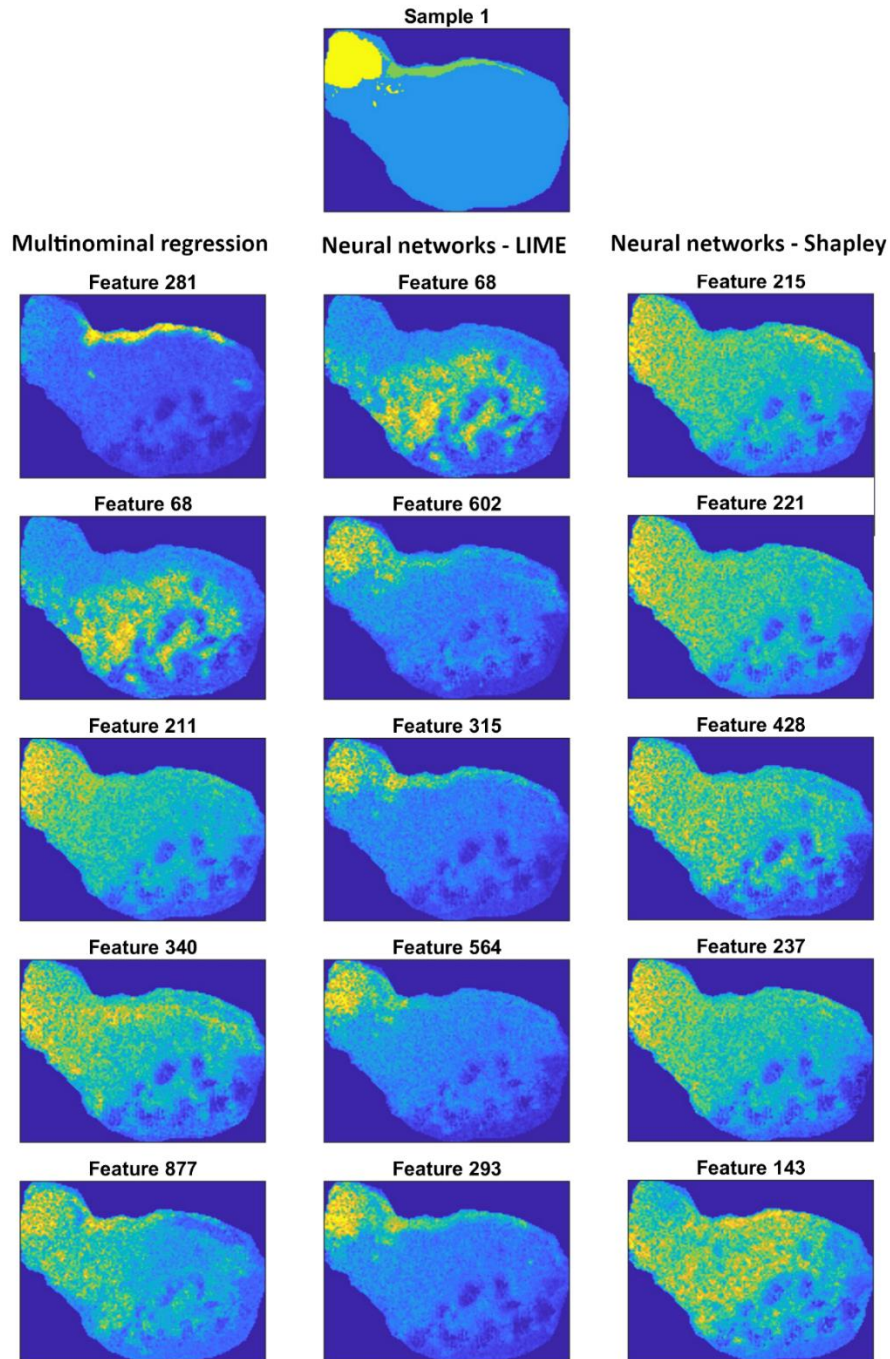 Sample 1
Multinominal regression Neural networks - LIME Neural networks - Shapley
Feature 281 Feature 68 Feature 215
Feature 68 Feature 602 Feature 221
Feature 211 Feature 315 Feature 428
Feature 340 Feature 564 Feature 237
Feature 877 Feature 293 Feature 143